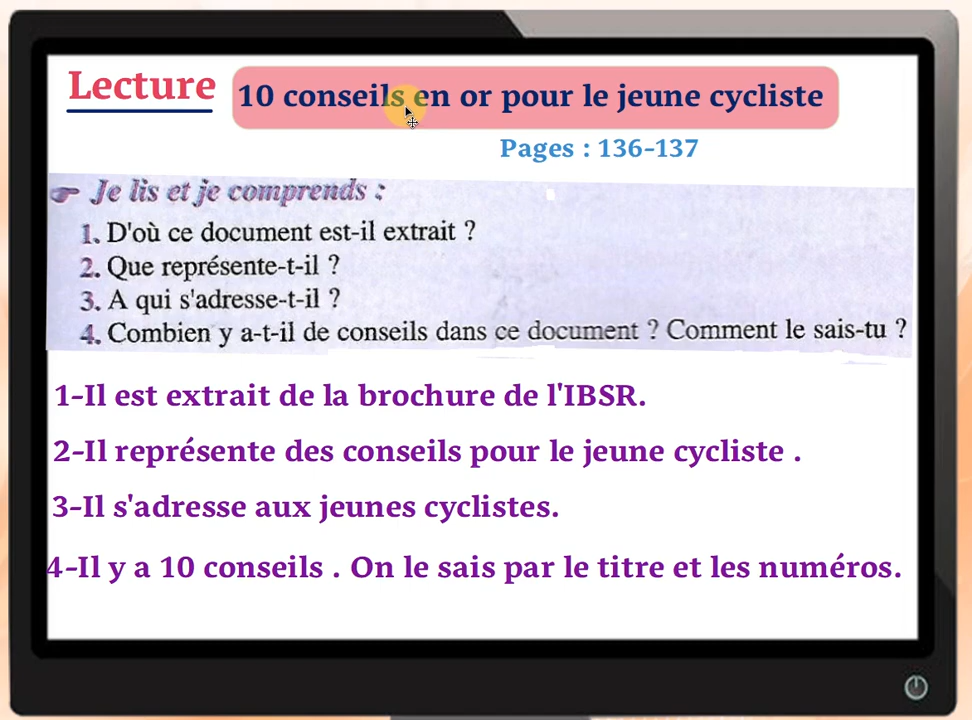 Lecture
10 conseils en or pour le jeune cycliste
Pages : 136-137
Je lis et je comprends :
1. D'où ce document est-il extrait ?
2. Que représente-t-il ?
3. A qui s'adresse-t-il ?
4. Combien y a-t-il de conseils dans ce document ? Comment le sais-tu ?
1-Il est extrait de la brochure de l'IBSR.
2-Il représente des conseils pour le jeune cycliste .
3-Il s'adresse aux jeunes cyclistes.
4-Il y a 10 conseils . On le sais par le titre et les numéros.